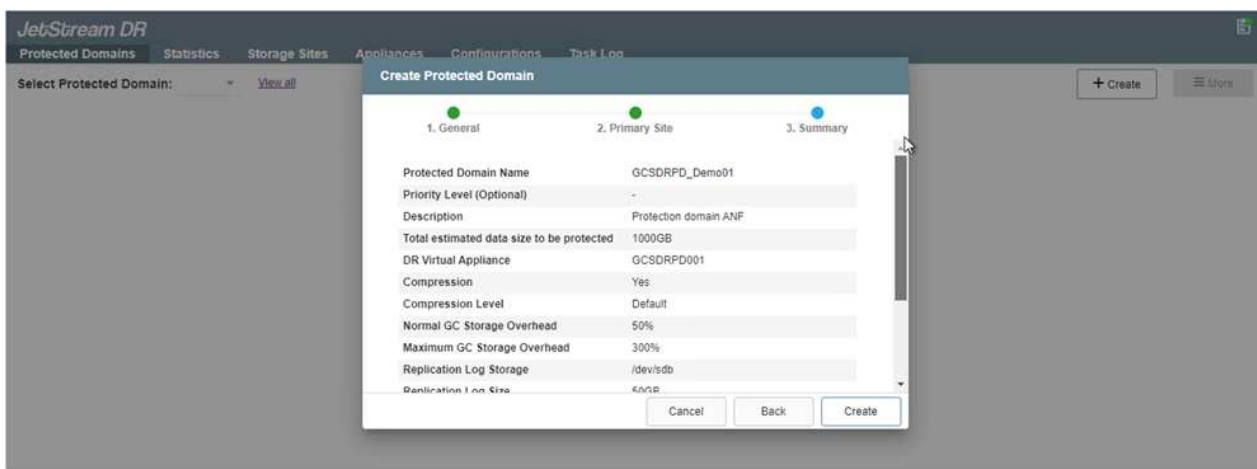 JetStream DR
Protected Domains Statistics Storage Sites Appliances Configurations Task Log
Select Protected Domain: View all + Create More
Create Protected Domain
1. General 2. Primary Site 3. Summary
Protected Domain Name GCSDRPD_Demo01
Priority Level (Optional) -
Description Protection domain ANF
Total estimated data size to be protected 1000GB
DR Virtual Appliance GCSDRPD001
Compression Yes
Compression Level Default
Normal GC Storage Overhead 50%
Maximum GC Storage Overhead 300%
Replication Log Storage /dev/sdb
Replication Log Size 50GB
Cancel Back Create